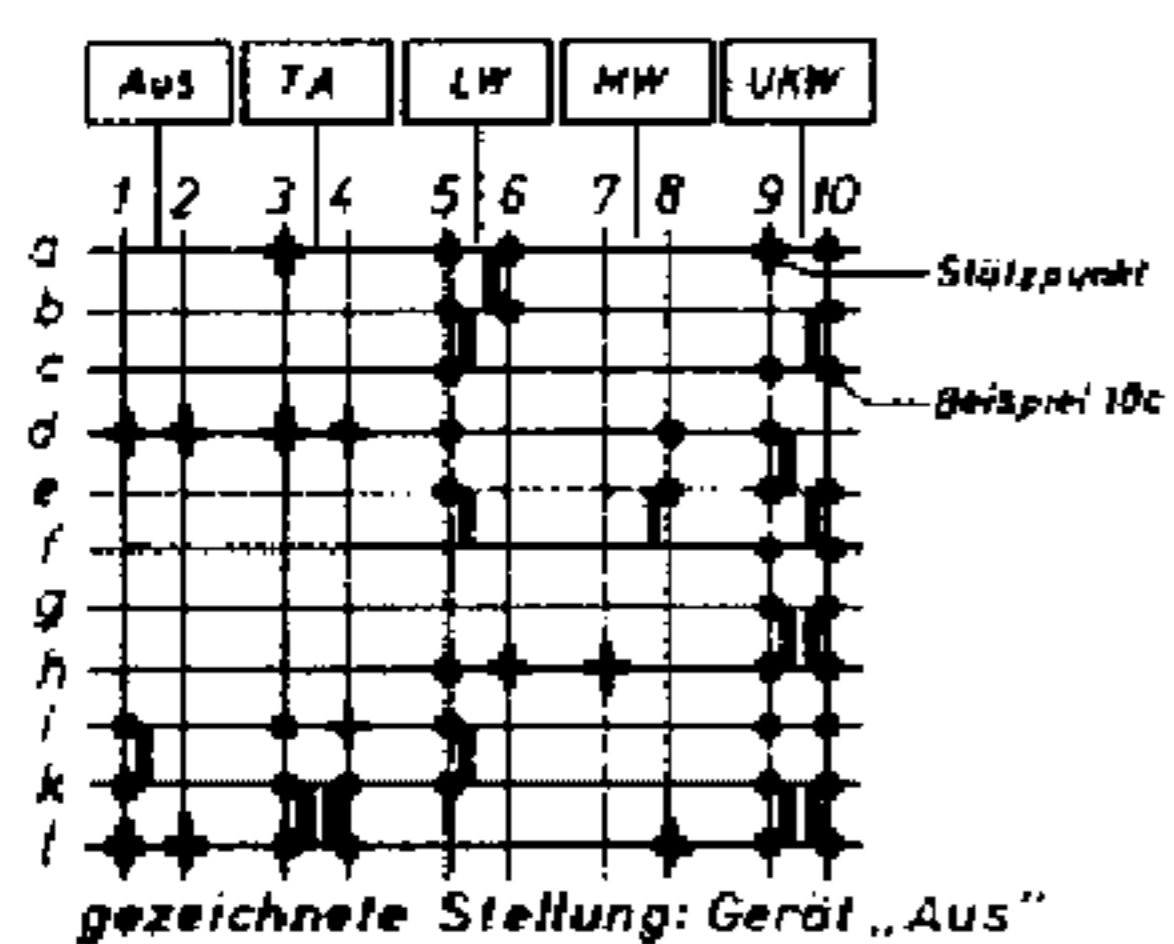 Aus TA LW MW UKW
1 2 3 4 5 6 7 8 9 10
a
Stützpunkt
b
c
Beispiel 10c
d
e
f
g
h
i
k
l
gezeichnete Stellung: Gerät „Aus"